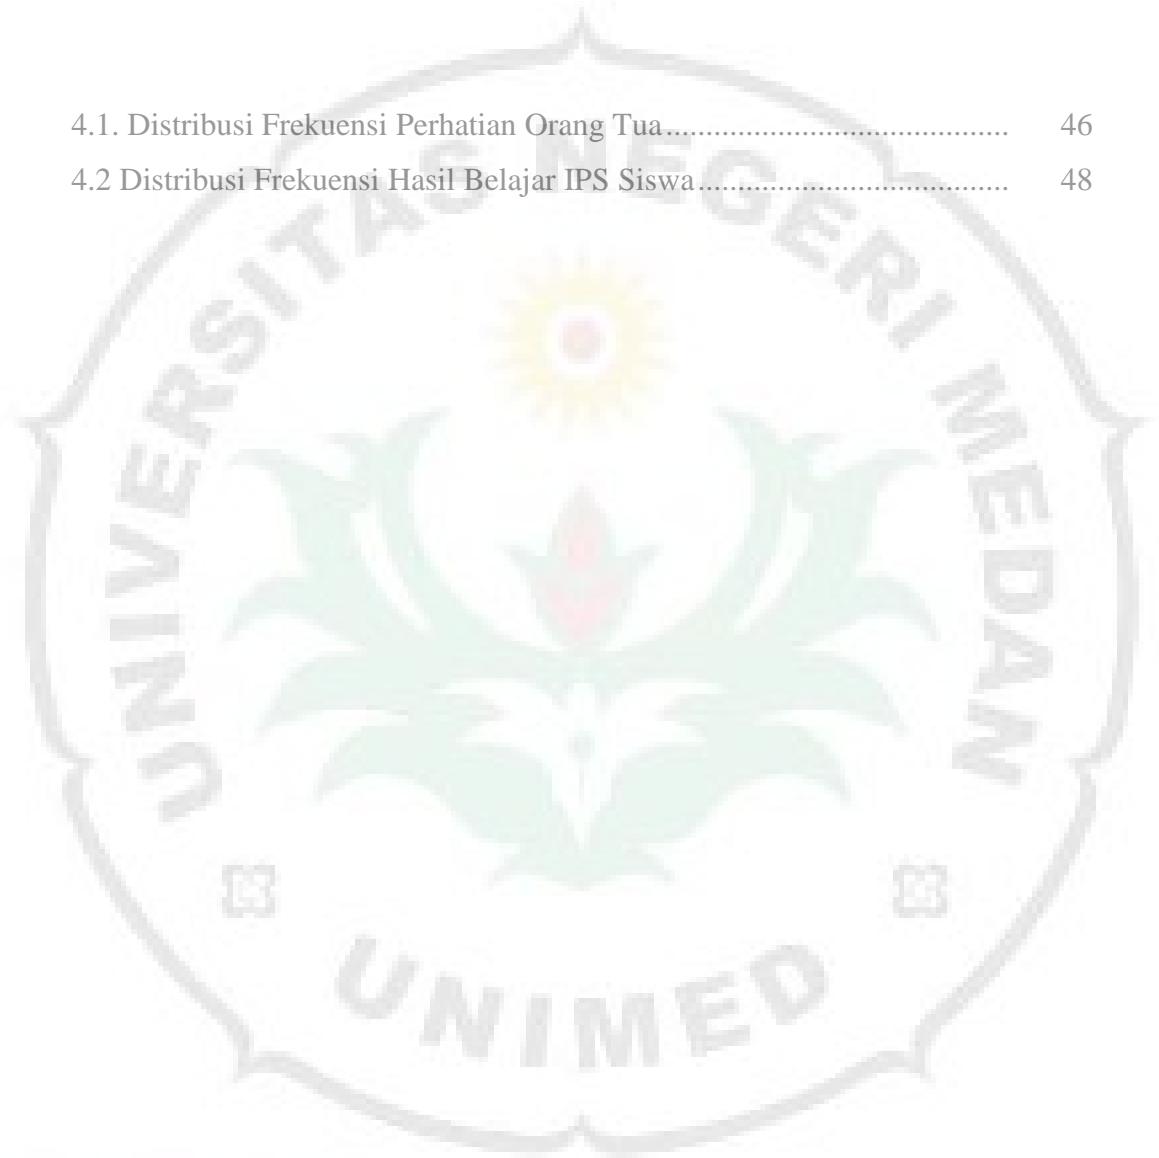 4.1. Distribusi Frekuensi Perhatian Orang Tua........................................... 46
4.2 Distribusi Frekuensi Hasil Belajar IPS Siswa....................................... 48
UNIVERSITAS NEGERI MEDAN
UNIMED